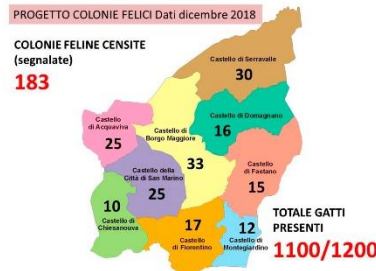 PROGETTO COLONIE FELICI Dati dicembre 2018
COLONIE FELINE CENSITE
(segnalate)
183
Castello di Serravalle
30
Castello di Domagnano
16
Castello
di Acquaviva
25
Castello di
Borgo Maggiore
33
Castello
di Faetano
15
Castello della
Città di San Marino
25
10
Castello di
Chiesanouva
17
Castello
di Fiorentino
12
Castello di
Montegiardino
TOTALE GATTI
PRESENTI
1100/1200